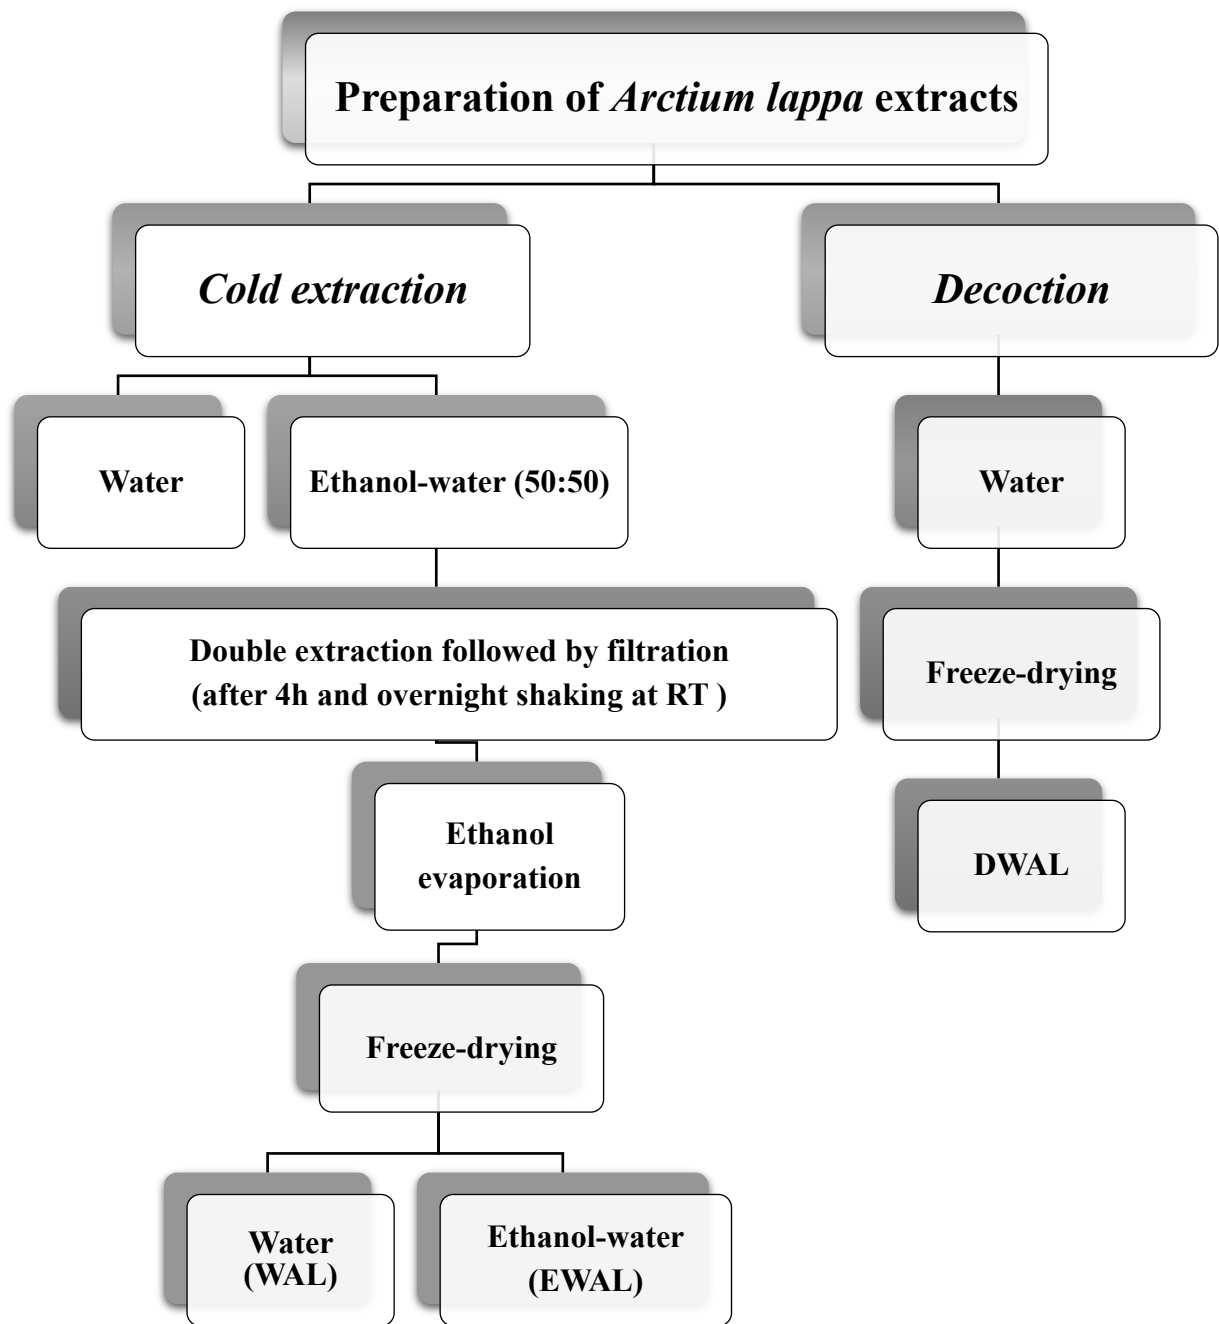 Preparation of Arctium lappa extracts
Cold extraction
Decoction
Water
Ethanol-water (50:50)
Water
Double extraction followed by filtration
(after 4h and overnight shaking at RT )
Freeze-drying
Ethanol
evaporation
DWAL
Freeze-drying
Water
(WAL)
Ethanol-water
(EWAL)